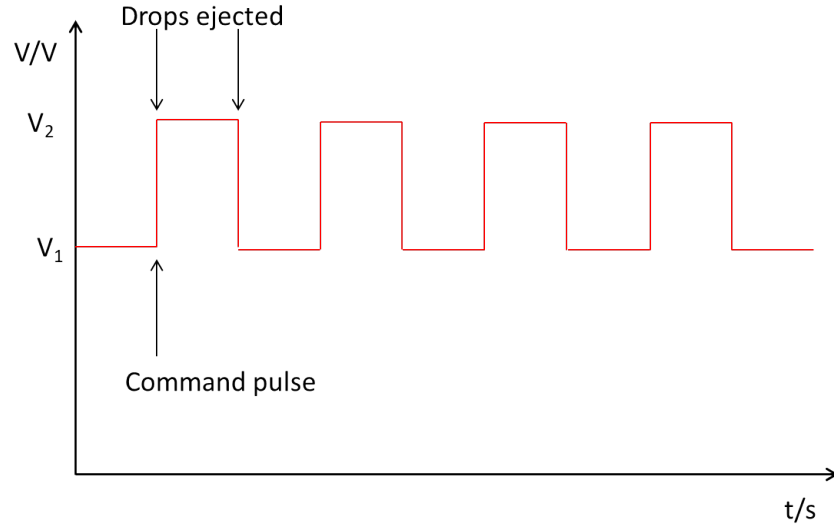 Drops ejected
V/V
V₂
V₁
Command pulse
t/s